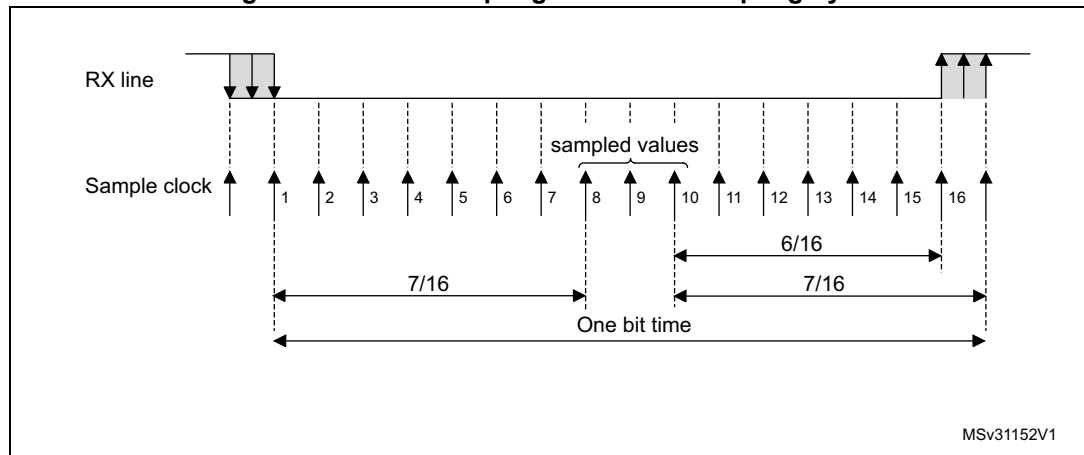 RX line
sampled values
Sample clock
1 2 3 4 5 6 7 8 9 10 11 12 13 14 15 16
6/16
7/16 7/16
One bit time
MSv31152V1